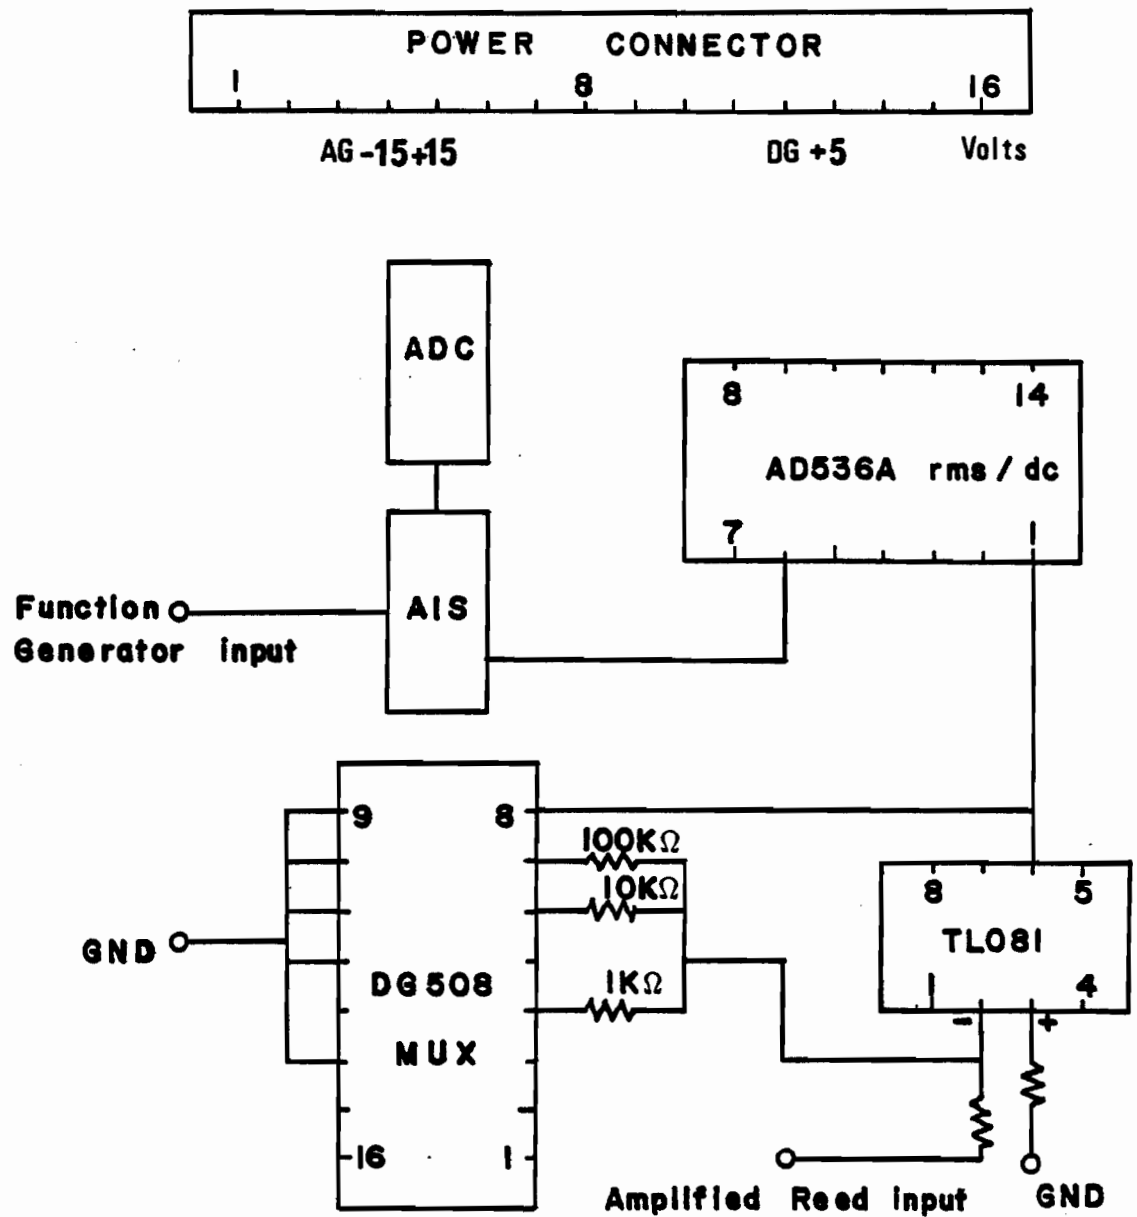 POWER CONNECTOR
1 8 16
AG -15 +15 DG +5 Volts
ADC
8 14
AD536A rms / dc
7 1
Function
Generator input
AIS
9 8
100KΩ
10KΩ
GND
DG508
MUX
1KΩ
16 1
8 5
TL081
1 4
- +
Amplified Reed input
GND